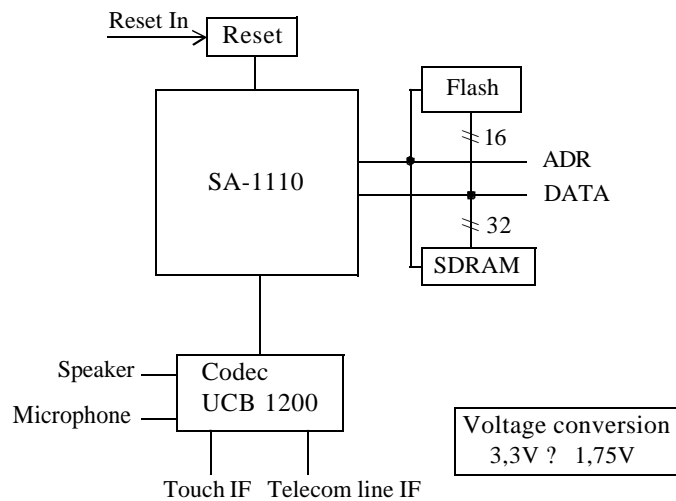 Reset In
Reset
Flash
16
ADR
SA-1110
DATA
32
SDRAM
Speaker
Codec
UCB 1200
Microphone
Voltage conversion
3,3V ? 1,75V
Touch IF Telecom line IF